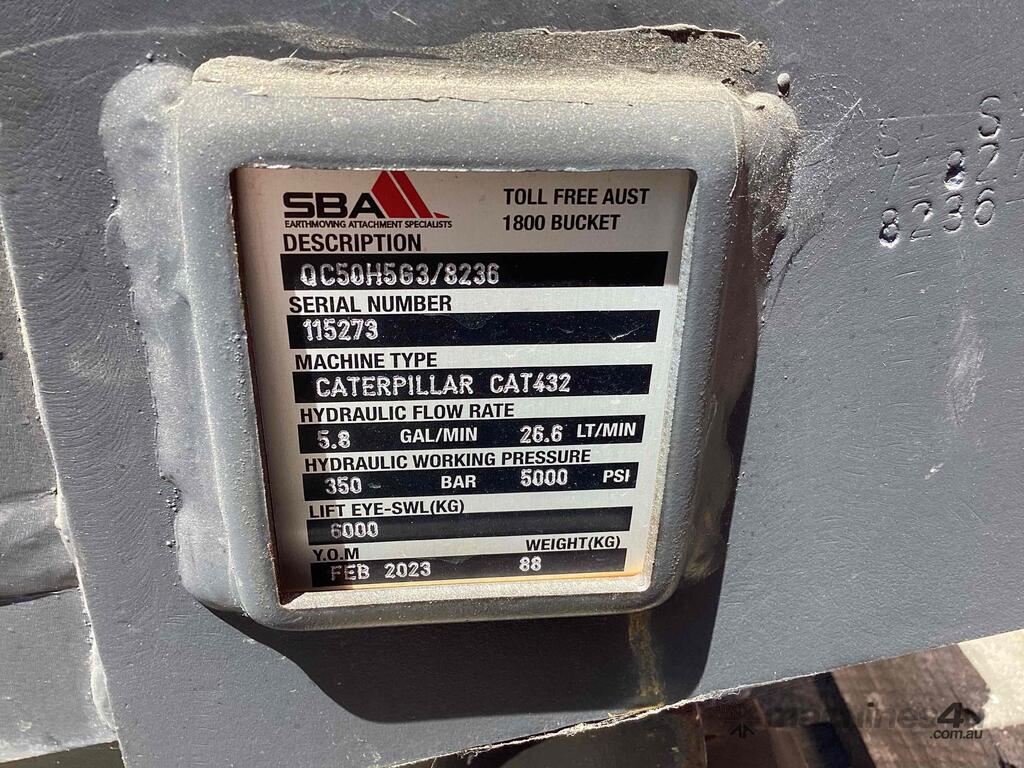 SBA
EARTHMOVING ATTACHMENT SPECIALISTS
TOLL FREE AUST
1800 BUCKET
DESCRIPTION
QC50H5G3/8236
SERIAL NUMBER
115273
MACHINE TYPE
CATERPILLAR CAT432
HYDRAULIC FLOW RATE
5.8 GAL/MIN 26.6 LT/MIN
HYDRAULIC WORKING PRESSURE
350 BAR 5000 PSI
LIFT EYE-SWL(KG)
6000
Y.O.M WEIGHT(KG)
FEB 2023 88
8236
machines4u
.com.au